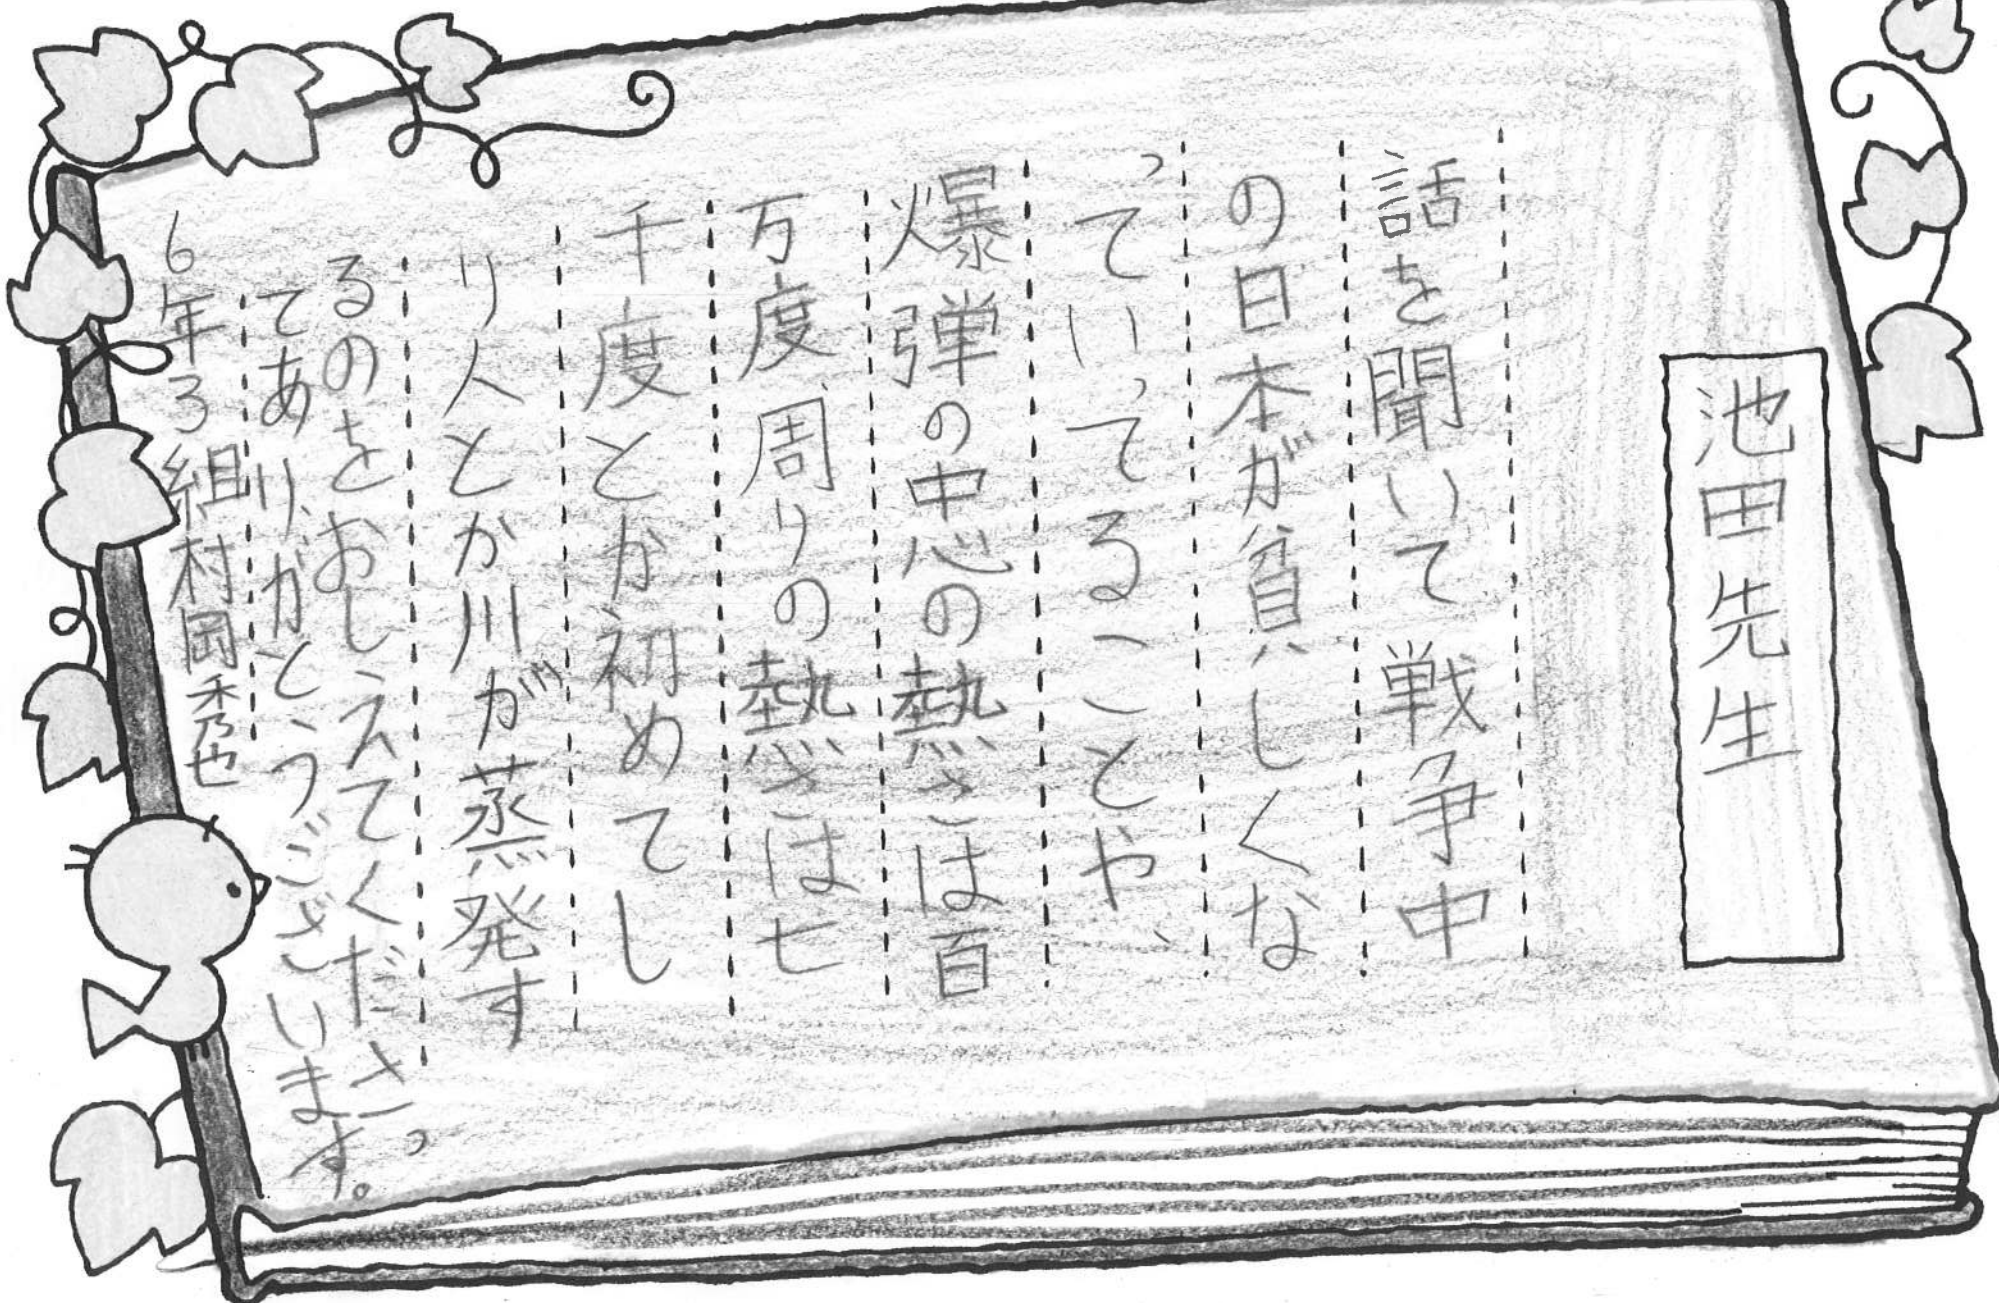 池田先生
話を聞いて戦争中
の日本が貧しくな
っていってることや、
爆弾の中心の熱さは百
万度、周りの熱さは七
千度とか初めてし
り人とか川が蒸発す
るのをおしえてくださっ
てありがとうございます。
6年3組村岡秀也